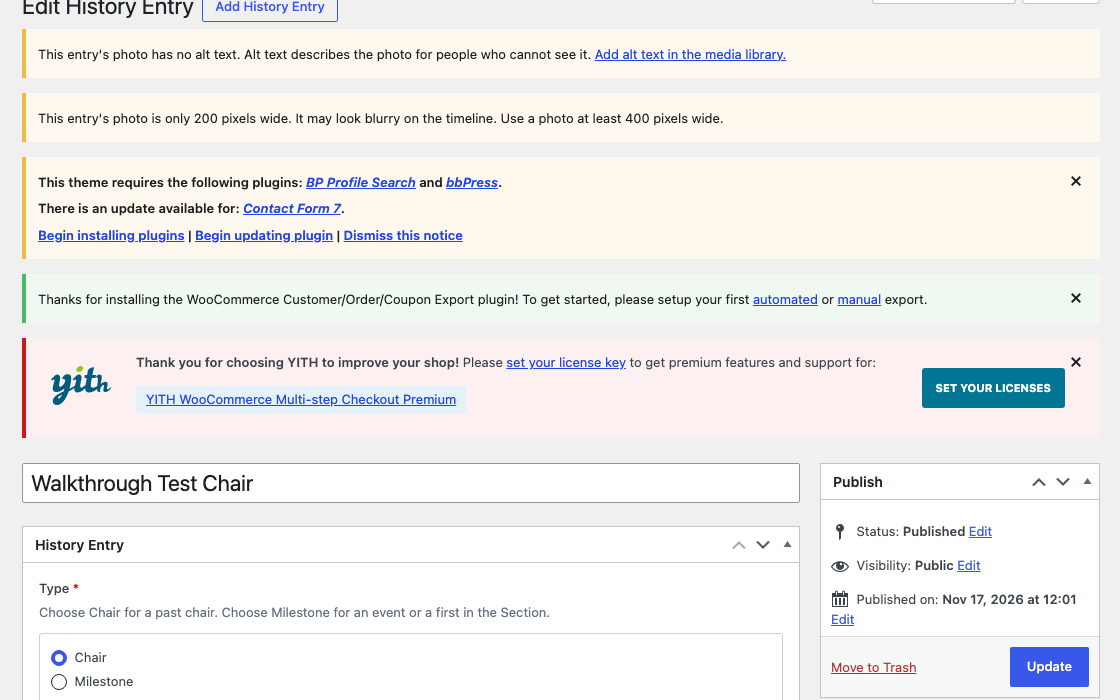 Edit History Entry
Add History Entry
This entry's photo has no alt text. Alt text describes the photo for people who cannot see it. Add alt text in the media library.
This entry's photo is only 200 pixels wide. It may look blurry on the timeline. Use a photo at least 400 pixels wide.
This theme requires the following plugins: BP Profile Search and bbPress.
There is an update available for: Contact Form 7.
Begin installing plugins | Begin updating plugin | Dismiss this notice
Thanks for installing the WooCommerce Customer/Order/Coupon Export plugin! To get started, please setup your first automated or manual export.
yith
Thank you for choosing YITH to improve your shop! Please set your license key to get premium features and support for:
YITH WooCommerce Multi-step Checkout Premium
SET YOUR LICENSES
Walkthrough Test Chair
History Entry
Type *
Choose Chair for a past chair. Choose Milestone for an event or a first in the Section.
Chair
Milestone
Publish
Status: Published Edit
Visibility: Public Edit
Published on: Nov 17, 2026 at 12:01
Edit
Move to Trash
Update